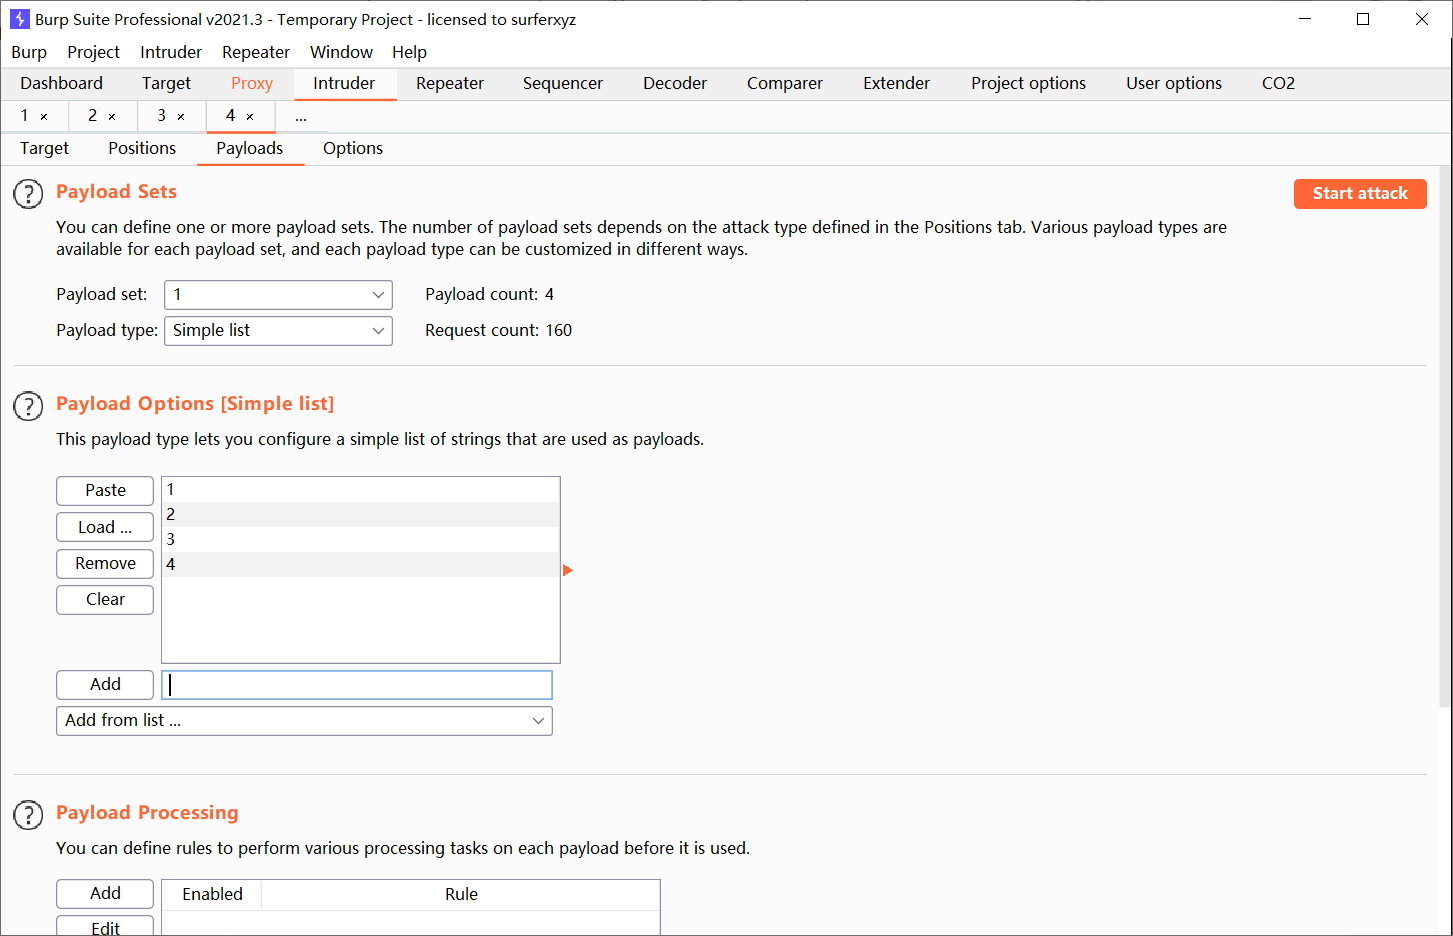 Burp Suite Professional v2021.3 - Temporary Project - licensed to surferxyz
Burp Project Intruder Repeater Window Help
Dashboard Target Proxy Intruder Repeater Sequencer Decoder Comparer Extender Project options User options CO2
1 × 2 × 3 × 4 × ...
Target Positions Payloads Options
? Payload Sets Start attack
You can define one or more payload sets. The number of payload sets depends on the attack type defined in the Positions tab. Various payload types are
available for each payload set, and each payload type can be customized in different ways.
Payload set: 1 Payload count: 4
Payload type: Simple list Request count: 160
? Payload Options [Simple list]
This payload type lets you configure a simple list of strings that are used as payloads.
Paste 1
2
Load ... 3
Remove 4
Clear
Add
Add from list ...
? Payload Processing
You can define rules to perform various processing tasks on each payload before it is used.
Add Enabled Rule
Edit